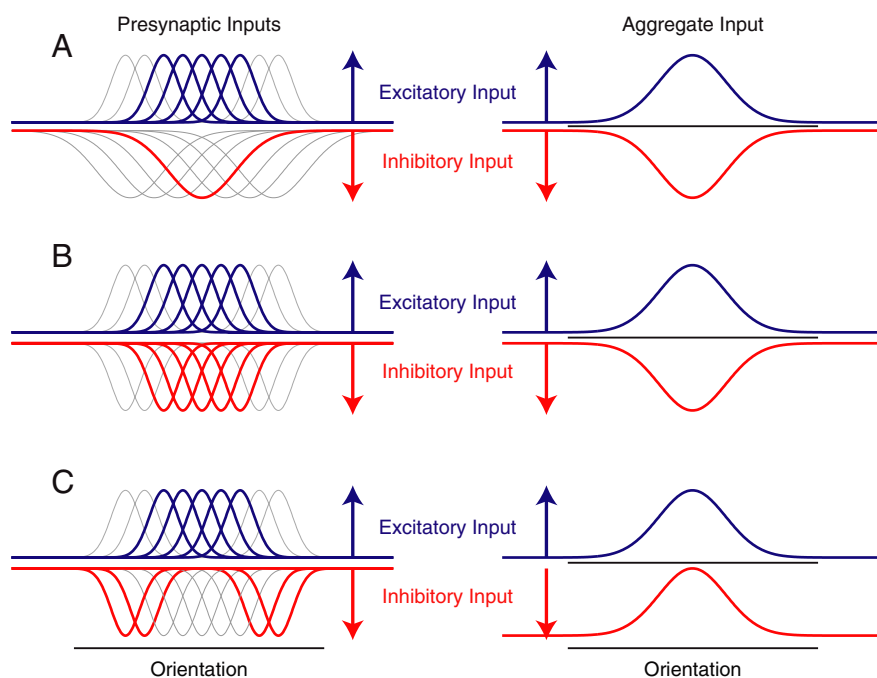 Presynaptic Inputs
Aggregate Input
A
Excitatory Input
Inhibitory Input
B
Excitatory Input
Inhibitory Input
C
Excitatory Input
Inhibitory Input
Orientation
Orientation